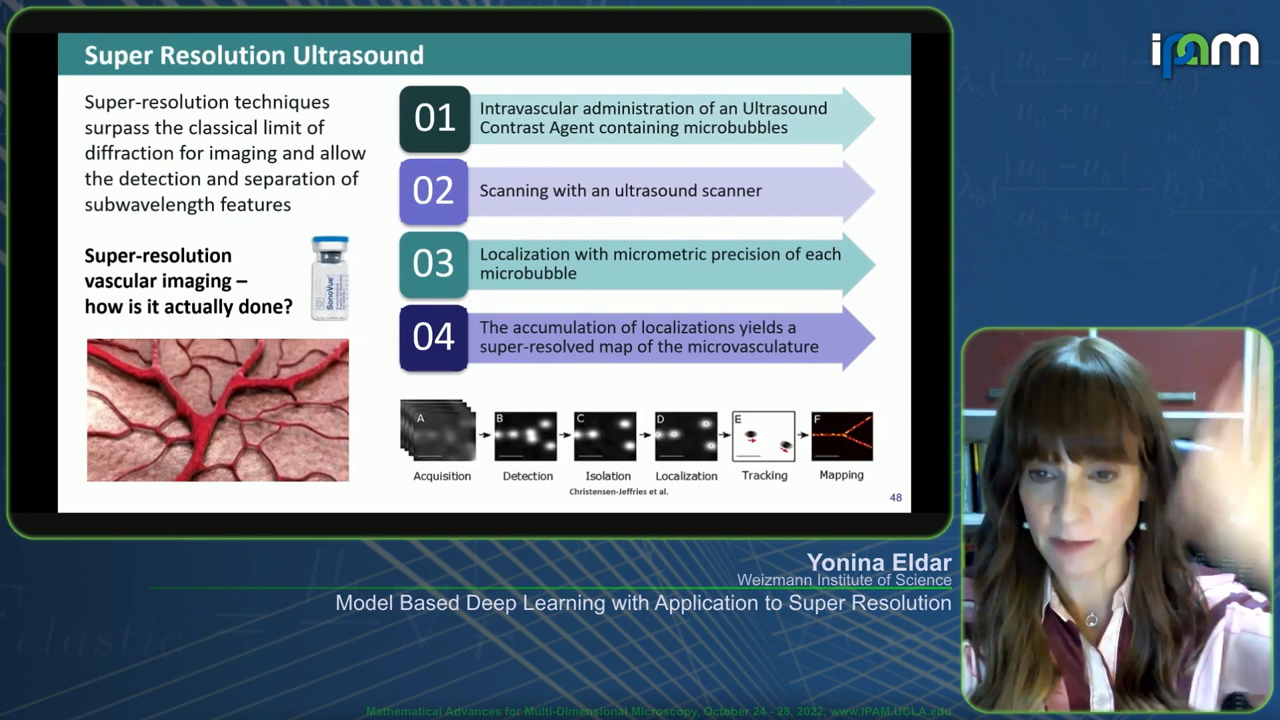 Super Resolution Ultrasound
Super-resolution techniques
surpass the classical limit of
diffraction for imaging and allow
the detection and separation of
subwavelength features
Super-resolution
vascular imaging –
how is it actually done?
SonoVue
01
Intravascular administration of an Ultrasound
Contrast Agent containing microbubbles
02
Scanning with an ultrasound scanner
03
Localization with micrometric precision of each
microbubble
04
The accumulation of localizations yields a
super-resolved map of the microvasculature
A
B
C
D
E
F
Acquisition
Detection
Isolation
Localization
Tracking
Mapping
Christensen-Jeffries et al.
48
ipam
Yonina Eldar
Weizmann Institute of Science
Model Based Deep Learning with Application to Super Resolution
Mathematical Advances for Multi-Dimensional Microscopy, October 24 - 28, 2022, www.IPAM.UCLA.edu
elastic